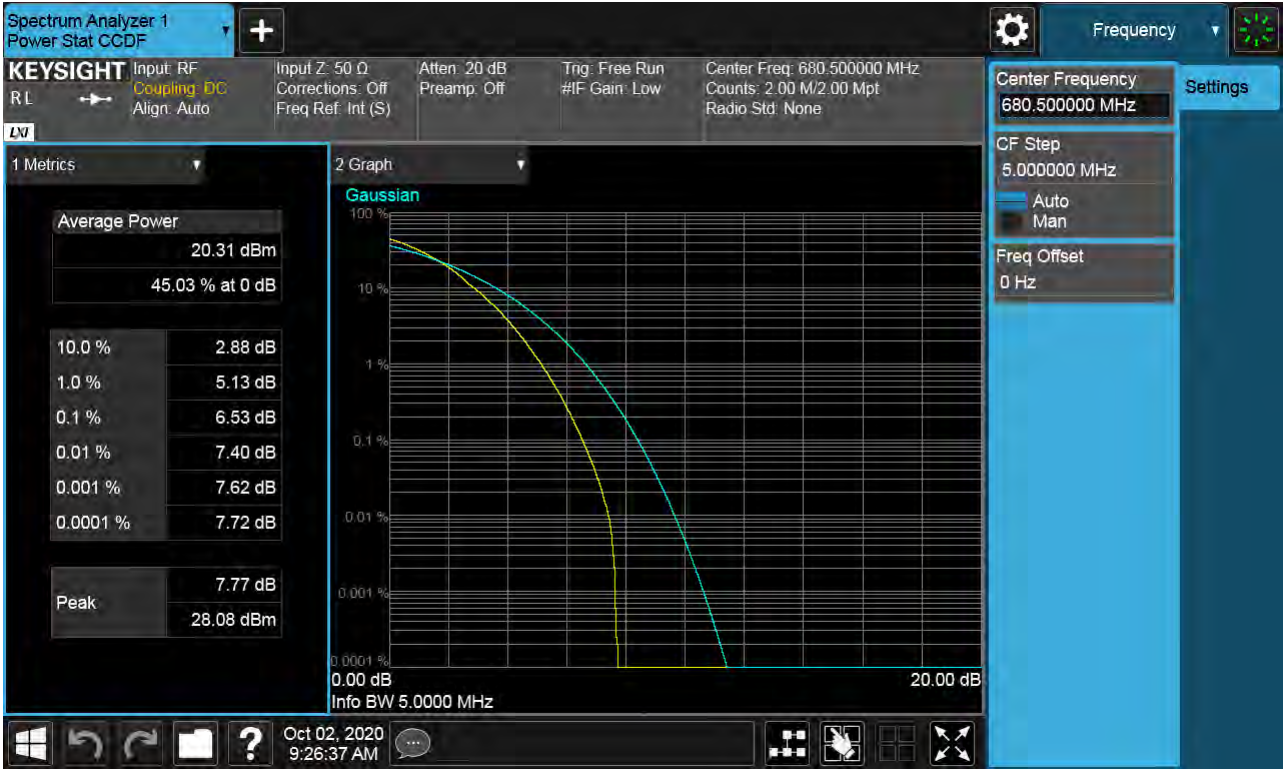 Spectrum Analyzer 1
Power Stat CCDF
+
Frequency
KEYSIGHT
R L
LXI
Input: RF
Coupling: DC
Align: Auto
Input Z: 50 Ω
Corrections: Off
Freq Ref: Int (S)
Atten: 20 dB
Preamp: Off
Trig: Free Run
#IF Gain: Low
Center Freq: 680.500000 MHz
Counts: 2.00 M/2.00 Mpt
Radio Std: None
Center Frequency
680.500000 MHz
Settings
CF Step
5.000000 MHz
Auto
Man
Freq Offset
0 Hz
1 Metrics
Average Power
20.31 dBm
45.03 % at 0 dB
10.0 % 2.88 dB
1.0 % 5.13 dB
0.1 % 6.53 dB
0.01 % 7.40 dB
0.001 % 7.62 dB
0.0001 % 7.72 dB
Peak
7.77 dB
28.08 dBm
2 Graph
Gaussian
100 %
10 %
1 %
0.1 %
0.01 %
0.001 %
0.0001 %
0.00 dB 20.00 dB
Info BW 5.0000 MHz
?
Oct 02, 2020
9:26:37 AM